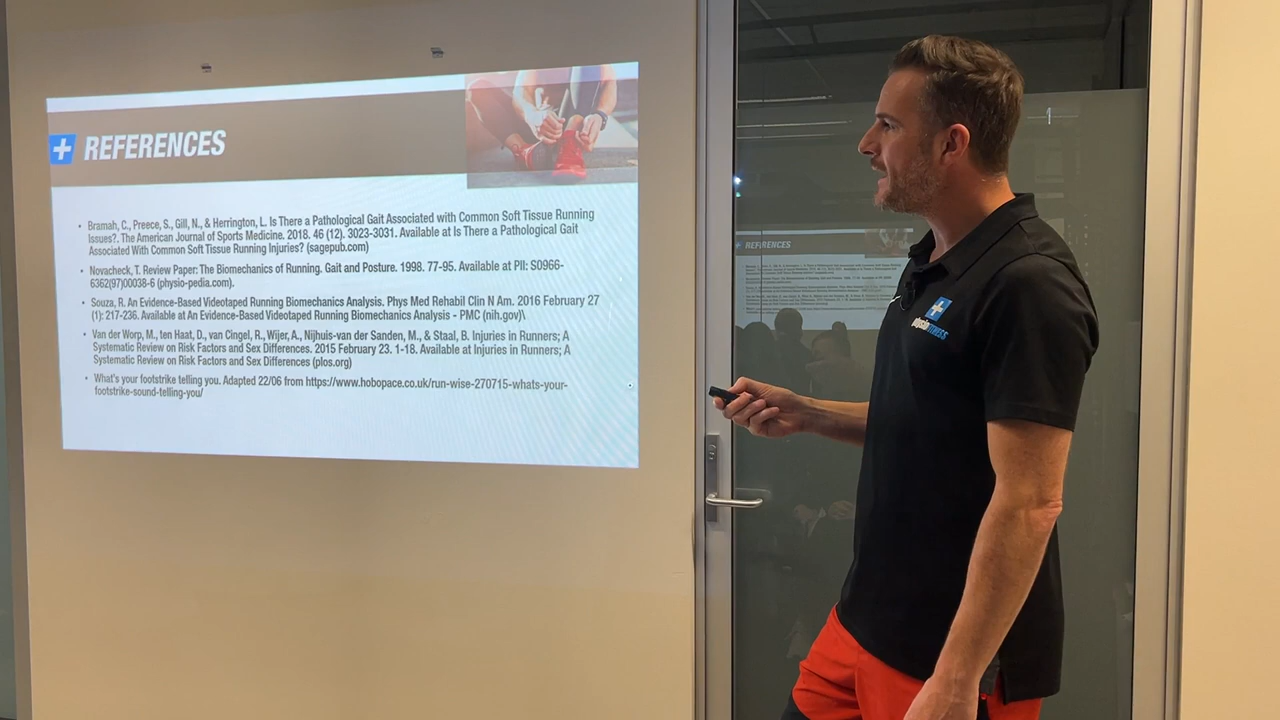 REFERENCES
• Bramah, C., Preece, S., Gill, N., & Herrington, L. Is There a Pathological Gait Associated with Common Soft Tissue Running
Issues?. The American Journal of Sports Medicine. 2018. 46 (12). 3023-3031. Available at Is There a Pathological Gait
Associated With Common Soft Tissue Running Injuries? (sagepub.com)
• Novacheck, T. Review Paper: The Biomechanics of Running. Gait and Posture. 1998. 77-95. Available at PII: S0966-
6362(97)00038-6 (physio-pedia.com).
• Souza, R. An Evidence-Based Videotaped Running Biomechanics Analysis. Phys Med Rehabil Clin N Am. 2016 February 27
(1): 217-236. Available at An Evidence-Based Videotaped Running Biomechanics Analysis - PMC (nih.gov)\
• Van der Worp, M., ten Haat, D., van Cingel, R., Wijer, A., Nijhuis-van der Sanden, M., & Staal, B. Injuries in Runners; A
Systematic Review on Risk Factors and Sex Differences. 2015 February 23. 1-18. Available at Injuries in Runners; A
Systematic Review on Risk Factors and Sex Differences (plos.org)
• What's your footstrike telling you. Adapted 22/06 from https://www.hobopace.co.uk/run-wise-270715-whats-your-
footstrike-sound-telling-you/
REFERENCES
physioFITNESS